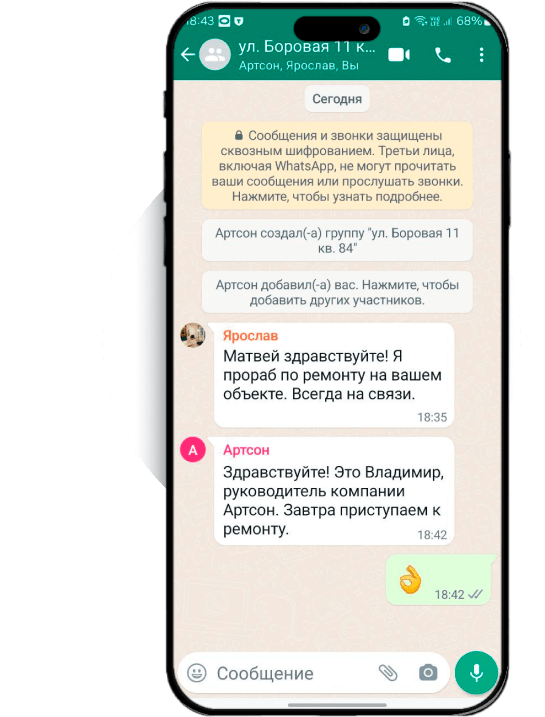 18:43
68%
ул. Боровая 11 к...
Артсон, Ярослав, Вы
Сегодня
Сообщения и звонки защищены
сквозным шифрованием. Третьи лица,
включая WhatsApp, не могут прочитать
ваши сообщения или прослушать звонки.
Нажмите, чтобы узнать подробнее.
Артсон создал(-а) группу "ул. Боровая 11
кв. 84"
Артсон добавил(-а) вас. Нажмите, чтобы
добавить других участников.
Ярослав
Матвей здравствуйте! Я
прораб по ремонту на вашем
объекте. Всегда на связи.
18:35
А
Артсон
Здравствуйте! Это Владимир,
руководитель компании
Артсон. Завтра приступаем к
ремонту.
18:42
👌
18:42
Сообщение